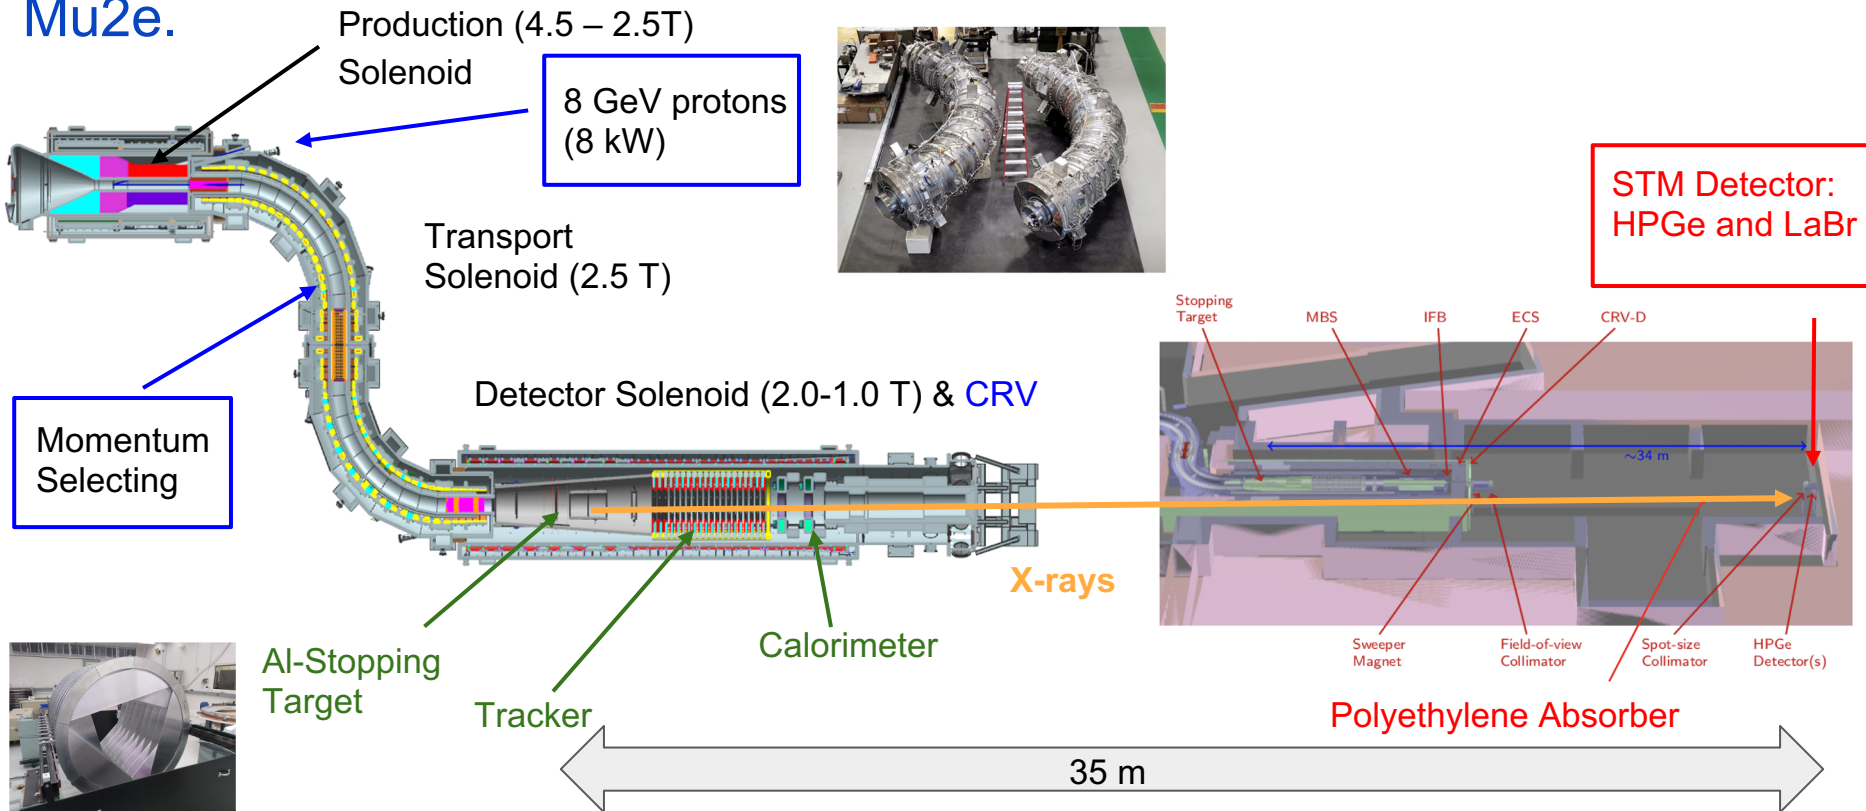 Mu2e.
Production (4.5 – 2.5T)
Solenoid
8 GeV protons
(8 kW)
STM Detector:
HPGe and LaBr
Transport
Solenoid (2.5 T)
Stopping
Target
MBS
IFB
ECS
CRV-D
Detector Solenoid (2.0-1.0 T) & CRV
Momentum
Selecting
~34 m
X-rays
Al-Stopping
Target
Tracker
Calorimeter
Sweeper
Magnet
Field-of-view
Collimator
Spot-size
Collimator
HPGe
Detector(s)
Polyethylene Absorber
35 m